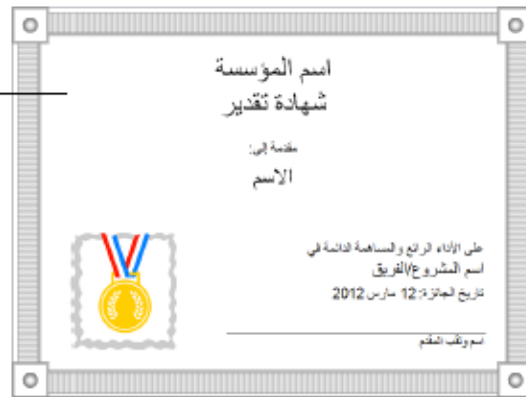 اسم المؤسسة
شهادة تقدير
مقدمة إلى:
الاسم
على الأداء الرائع والمساهمة الدائمة في
اسم المشروع/الفريق
تاريخ الجائزة: 12 مارس 2012
اسم ولقب المقدم